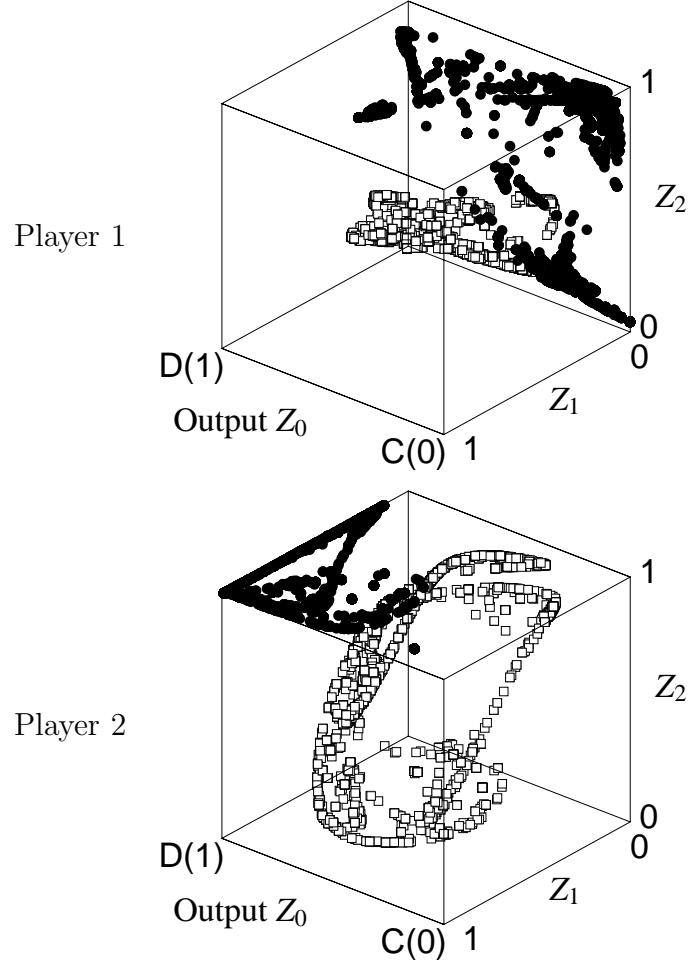 1
Z2
Player 1
0
D(1)
0
Z1
Output Z0
C(0) 1
1
Z2
Player 2
0
D(1)
0
Z1
Output Z0
C(0) 1